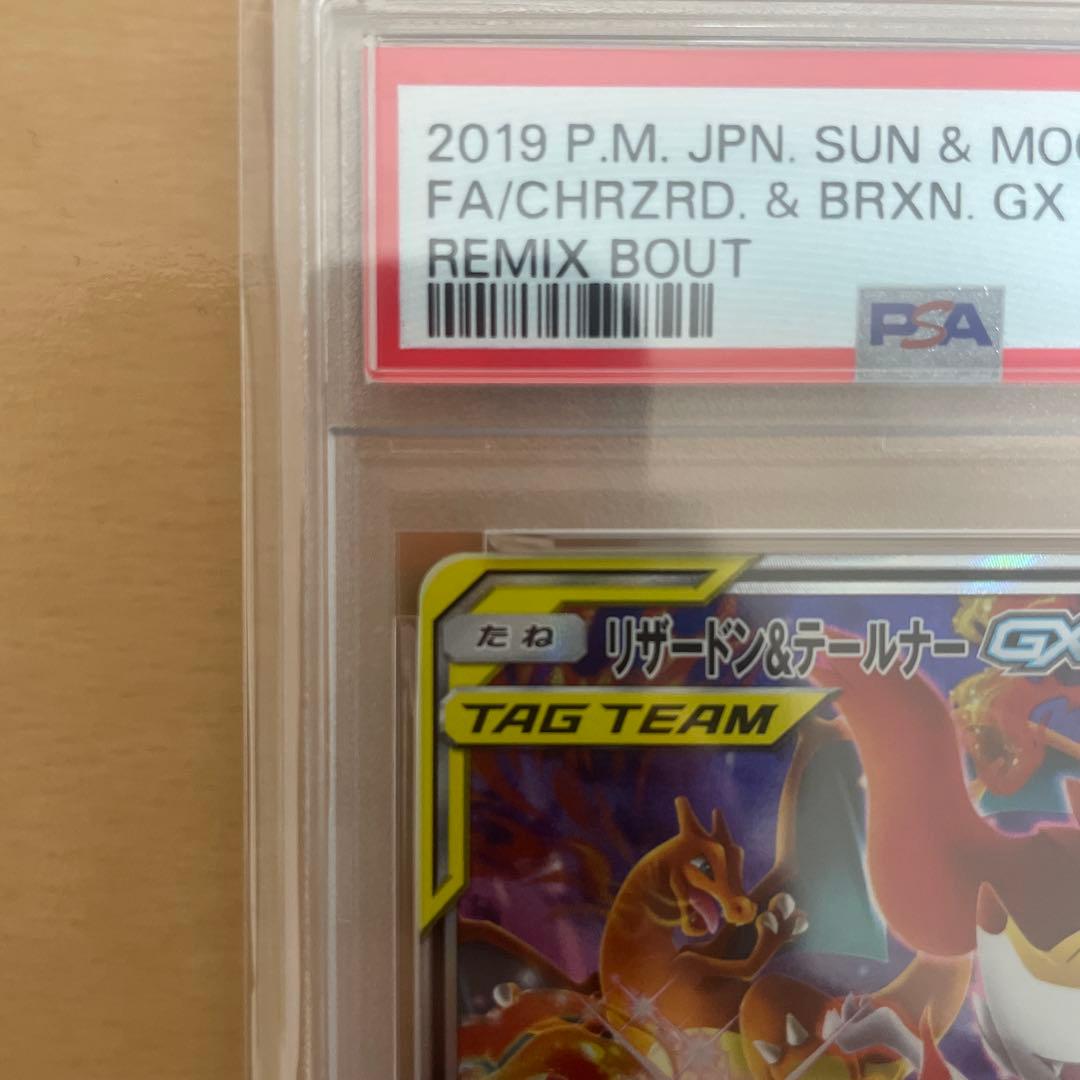 2019 P.M. JPN. SUN & MOO
FA/CHRZRD. & BRXN. GX
REMIX BOUT
PSA
たね リザードン&テールナー GX
TAG TEAM